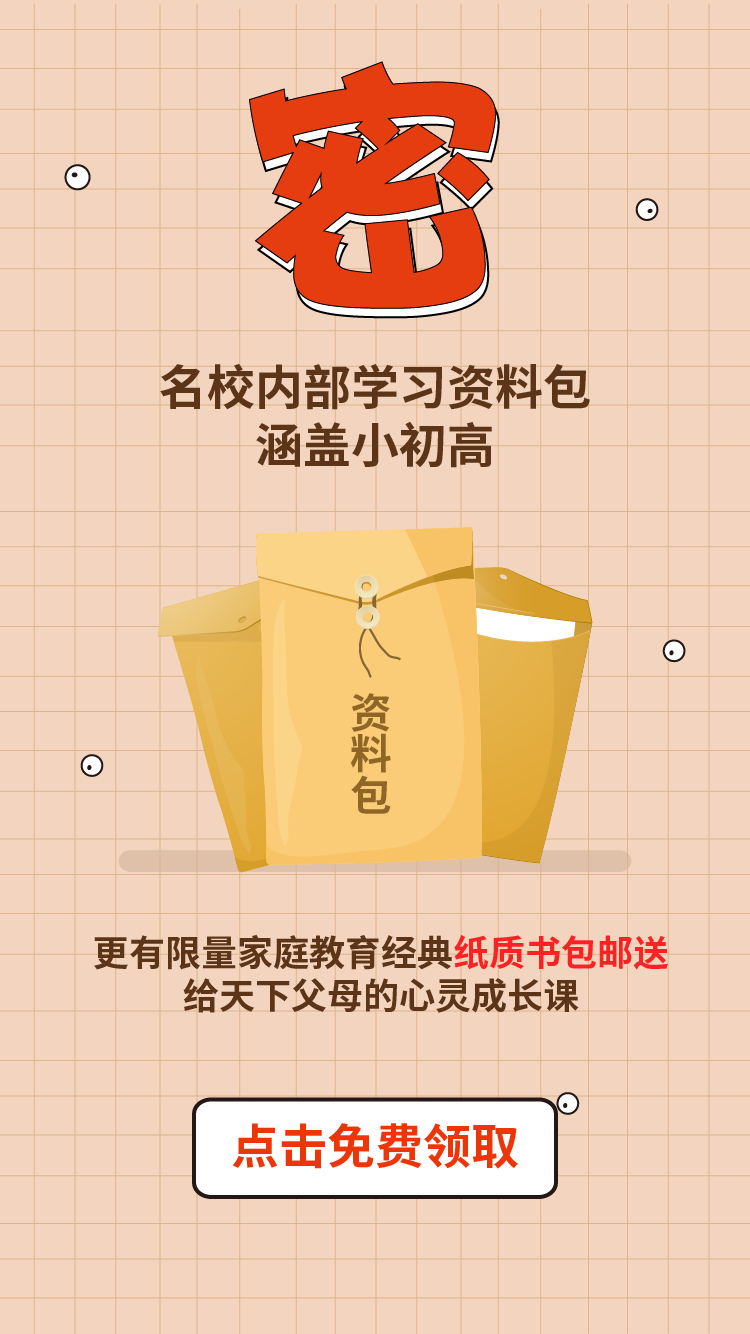 密
名校内部学习资料包
涵盖小初高
资料包
更有限量家庭教育经典纸质书包邮送
给天下父母的心灵成长课
点击免费领取